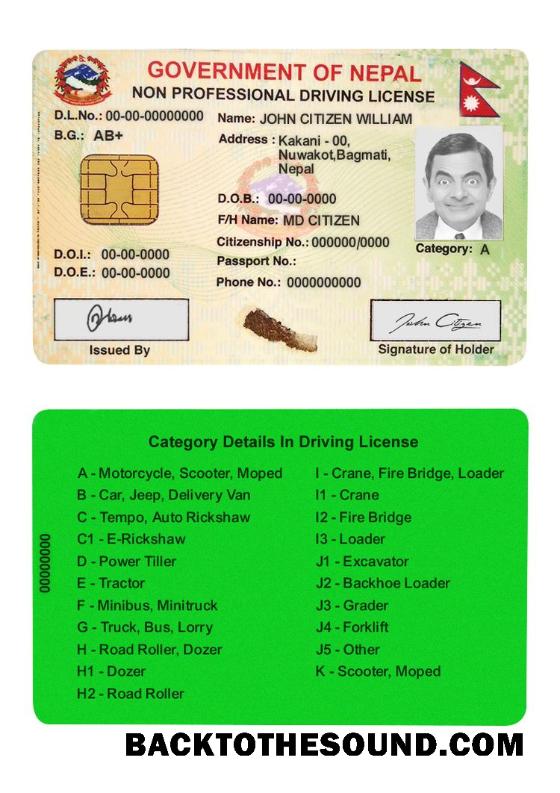 GOVERNMENT OF NEPAL
NON PROFESSIONAL DRIVING LICENSE
D.L.No.: 00-00-00000000
Name: JOHN CITIZEN WILLIAM
B.G.: AB+
Address : Kakani - 00,
Nuwakot,Bagmati,
Nepal
D.O.B.: 00-00-0000
F/H Name: MD CITIZEN
Citizenship No.: 000000/0000
Category: A
D.O.I.: 00-00-0000
Passport No.:
D.O.E.: 00-00-0000
Phone No.: 0000000000
John Citizen
Issued By
Signature of Holder
Category Details In Driving License
A - Motorcycle, Scooter, Moped
B - Car, Jeep, Delivery Van
C - Tempo, Auto Rickshaw
C1 - E-Rickshaw
D - Power Tiller
E - Tractor
F - Minibus, Minitruck
G - Truck, Bus, Lorry
H - Road Roller, Dozer
H1 - Dozer
H2 - Road Roller
I - Crane, Fire Bridge, Loader
I1 - Crane
I2 - Fire Bridge
I3 - Loader
J1 - Excavator
J2 - Backhoe Loader
J3 - Grader
J4 - Forklift
J5 - Other
K - Scooter, Moped
00000000
BACKTOTHESOUND.COM